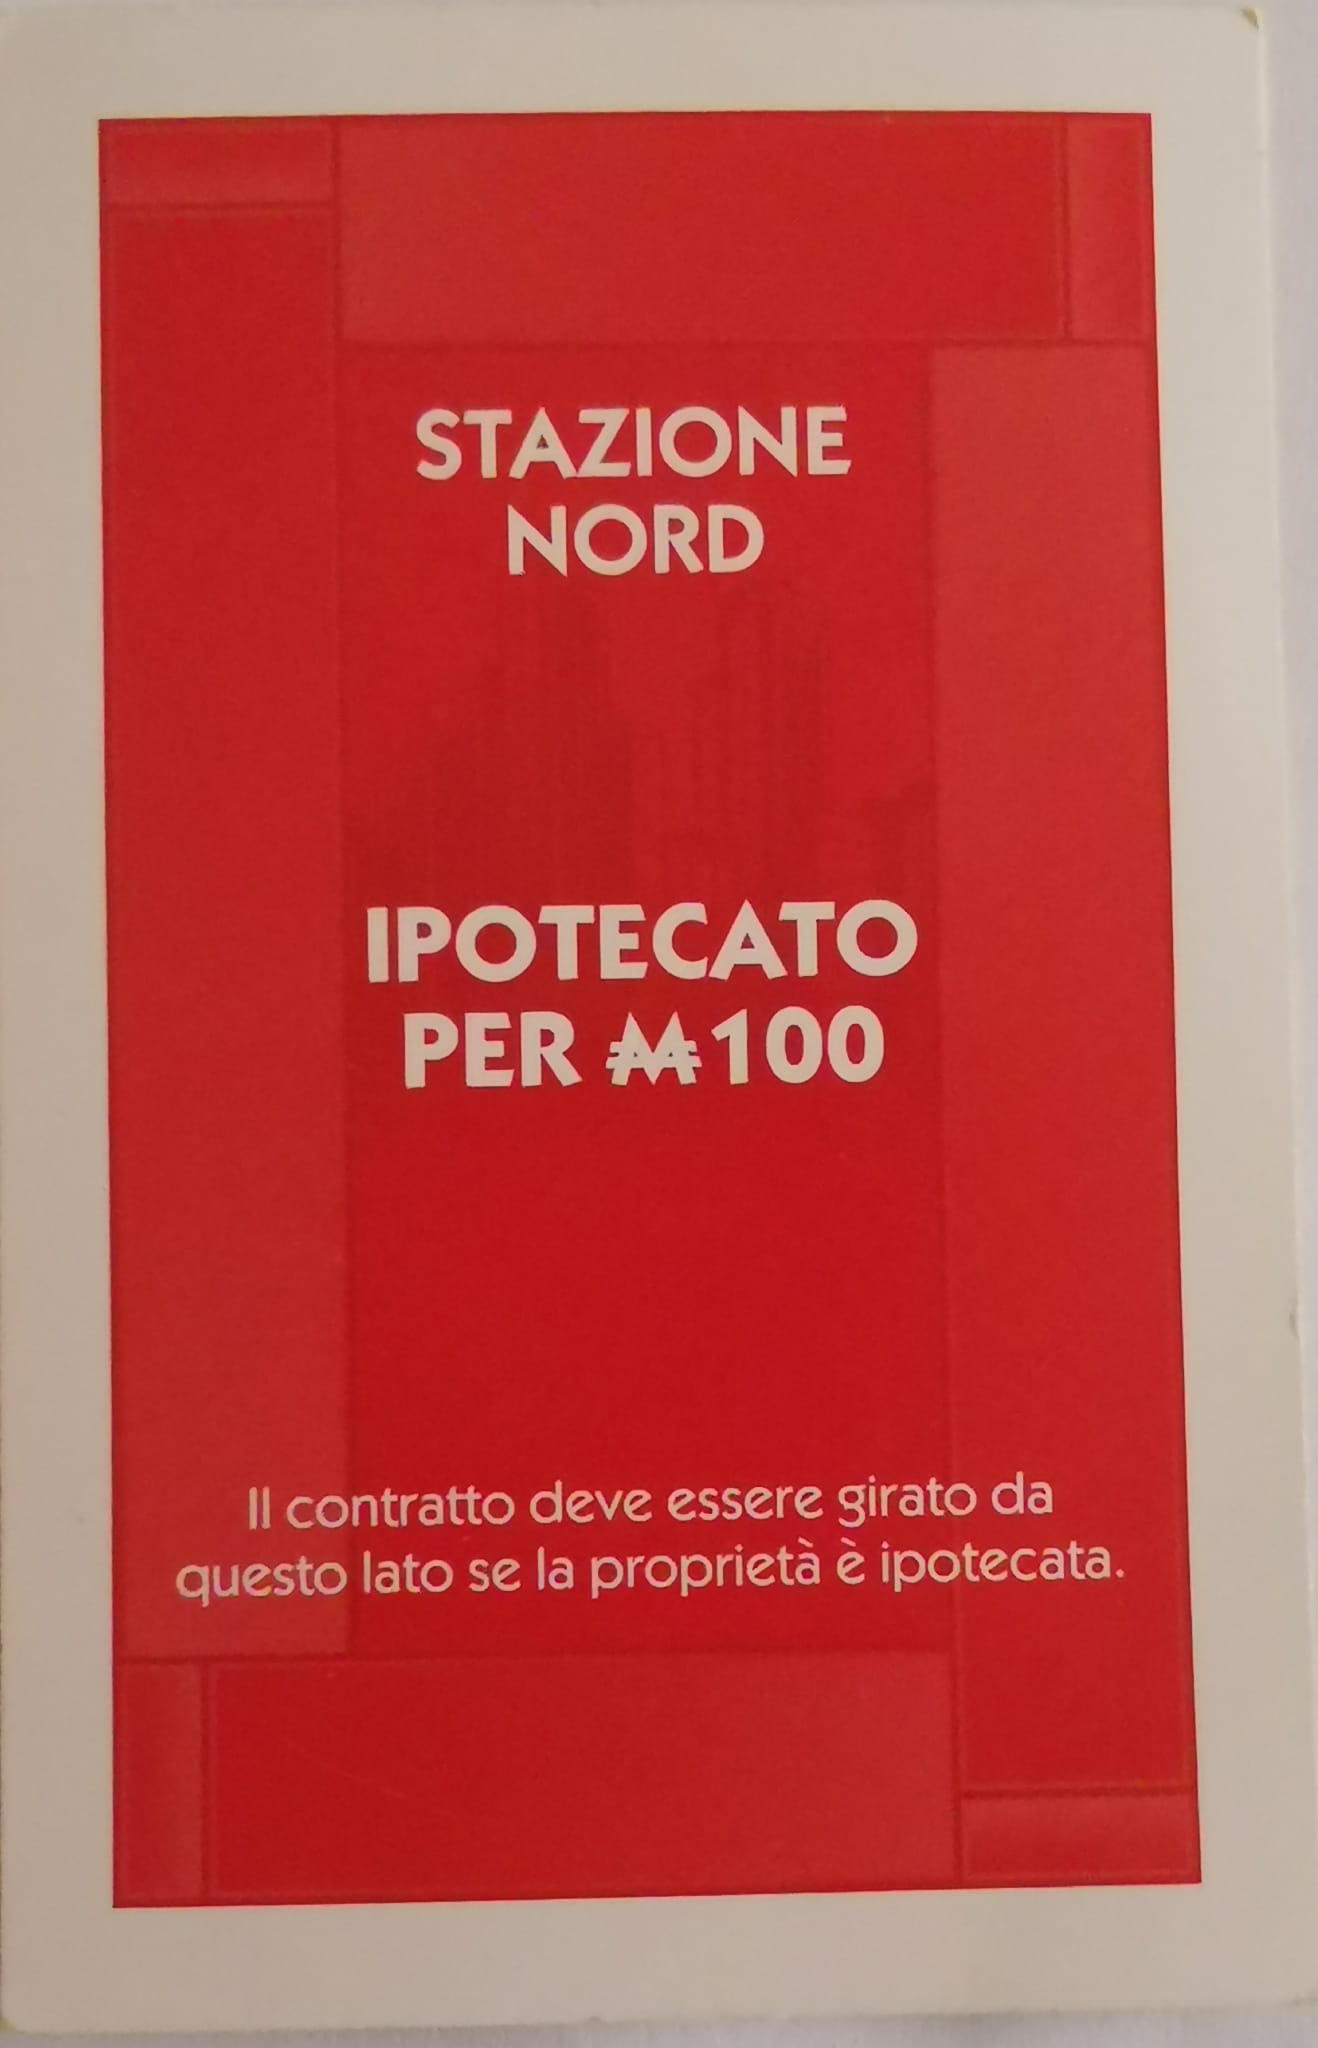 STAZIONE
NORD
IPOTECATO
PER ₩100
Il contratto deve essere girato da
questo lato se la proprietà è ipotecata.